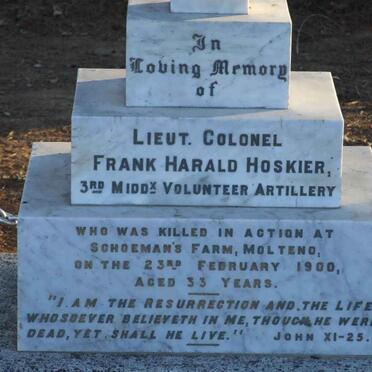 In
Loving Memory
of
LIEUT. COLONEL
FRANK HARALD HOSKIER,
3RD MIDDX VOLUNTEER ARTILLERY
WHO WAS KILLED IN ACTION AT
SCHOEMAN'S FARM, MOLTENO,
ON THE 23RD FEBRUARY 1900,
AGED 33 YEARS.
"I AM THE RESURRECTION AND, THE LIFE
WHOSOEVER BELIEVETH IN ME, THOUGH HE WERE
DEAD, YET SHALL HE LIVE." JOHN XI-25.